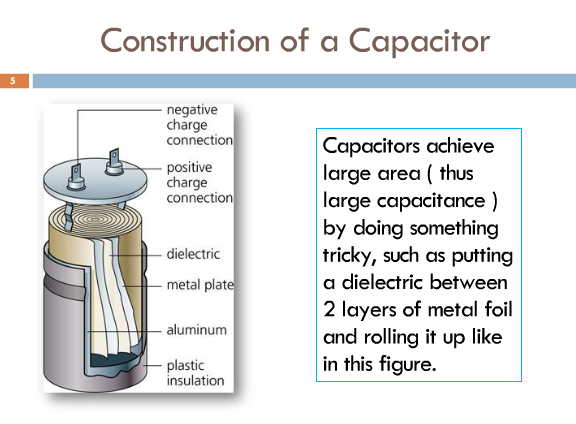 Construction of a Capacitor
5
negative
charge
connection
positive
charge
connection
dielectric
metal plate
aluminum
plastic
insulation
Capacitors achieve
large area ( thus
large capacitance )
by doing something
tricky, such as putting
a dielectric between
2 layers of metal foil
and rolling it up like
in this figure.